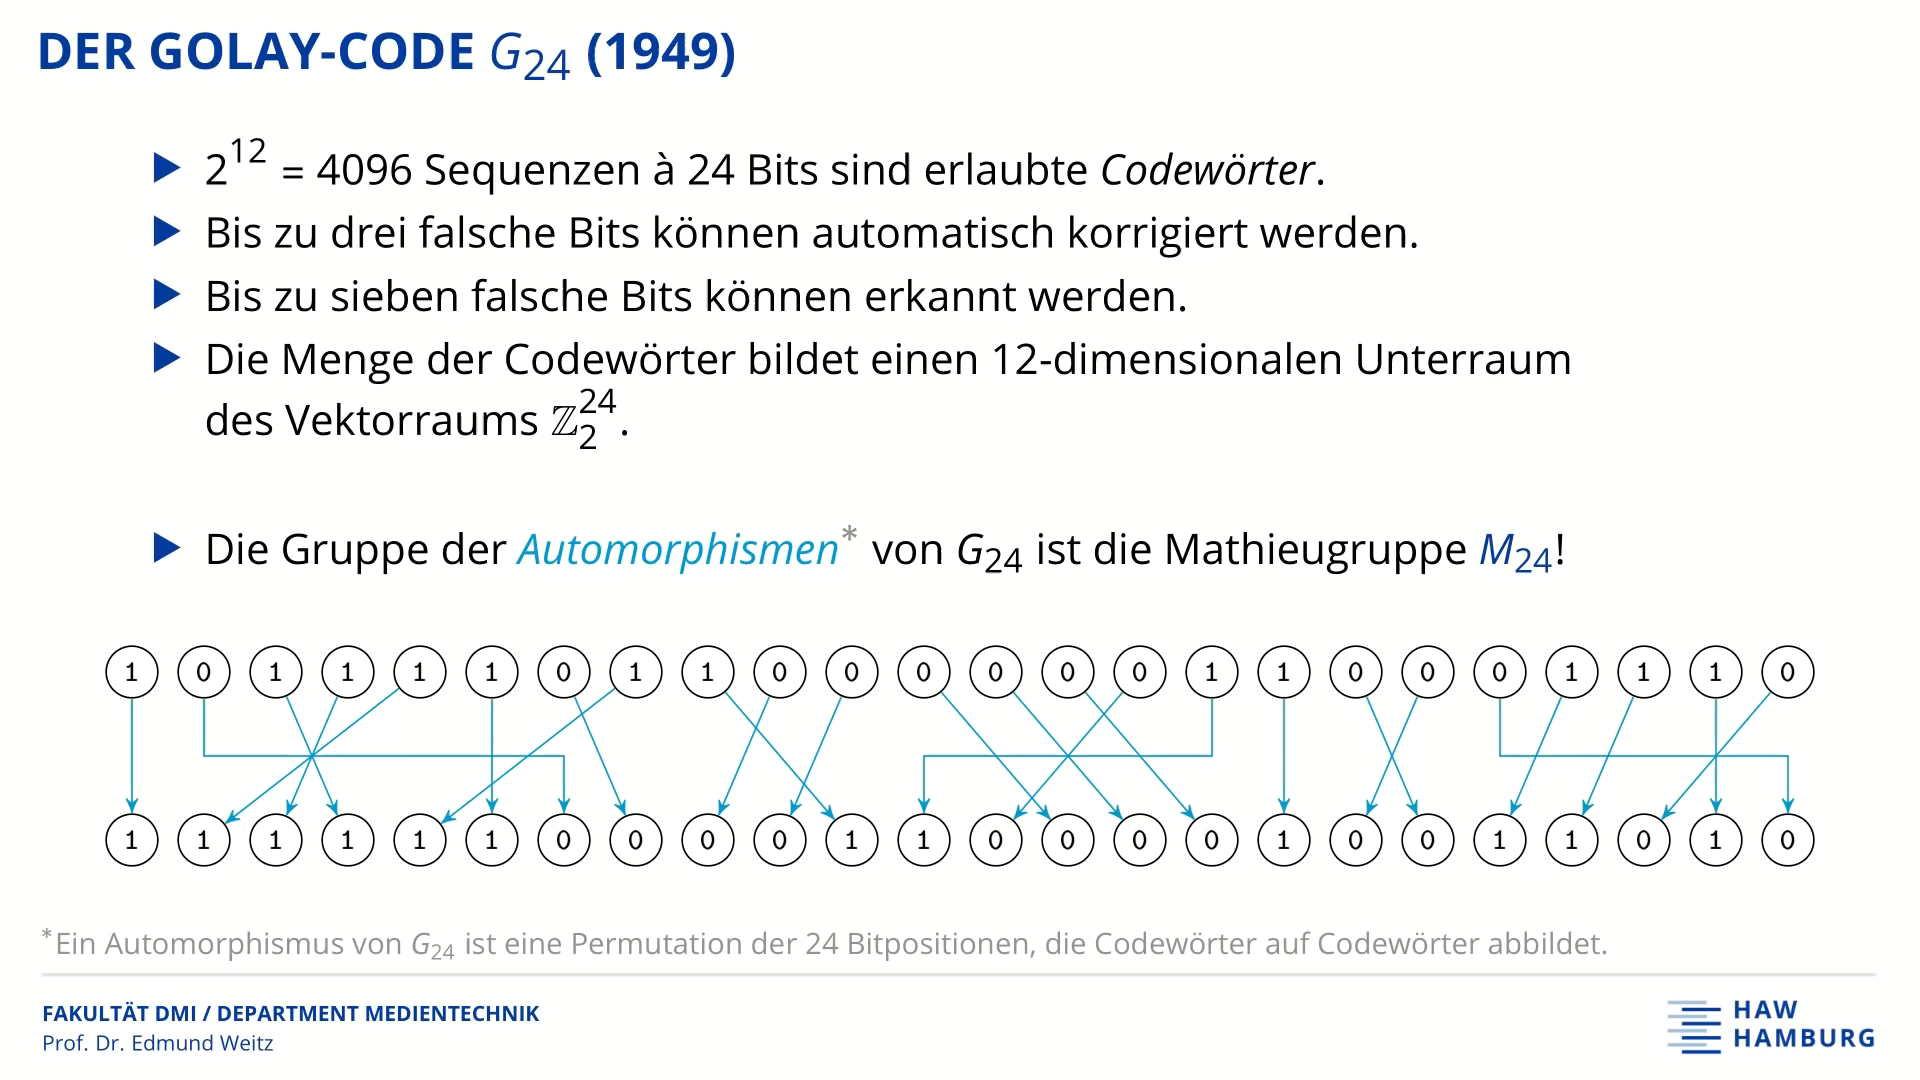 DER GOLAY-CODE G₂₄ (1949)
2¹² = 4096 Sequenzen à 24 Bits sind erlaubte Codewörter.
Bis zu drei falsche Bits können automatisch korrigiert werden.
Bis zu sieben falsche Bits können erkannt werden.
Die Menge der Codewörter bildet einen 12-dimensionalen Unterraum
des Vektorraums ℤ₂²⁴.
Die Gruppe der Automorphismen* von G₂₄ ist die Mathieugruppe M₂₄!
1 0 1 1 1 1 0 1 1 0 0 0 0 0 0 1 1 0 0 0 1 1 1 0
1 1 1 1 1 1 0 0 0 0 1 1 0 0 0 0 1 0 0 1 1 0 1 0
*Ein Automorphismus von G₂₄ ist eine Permutation der 24 Bitpositionen, die Codewörter auf Codewörter abbildet.
FAKULTÄT DMI / DEPARTMENT MEDIENTECHNIK
Prof. Dr. Edmund Weitz
HAW
HAMBURG